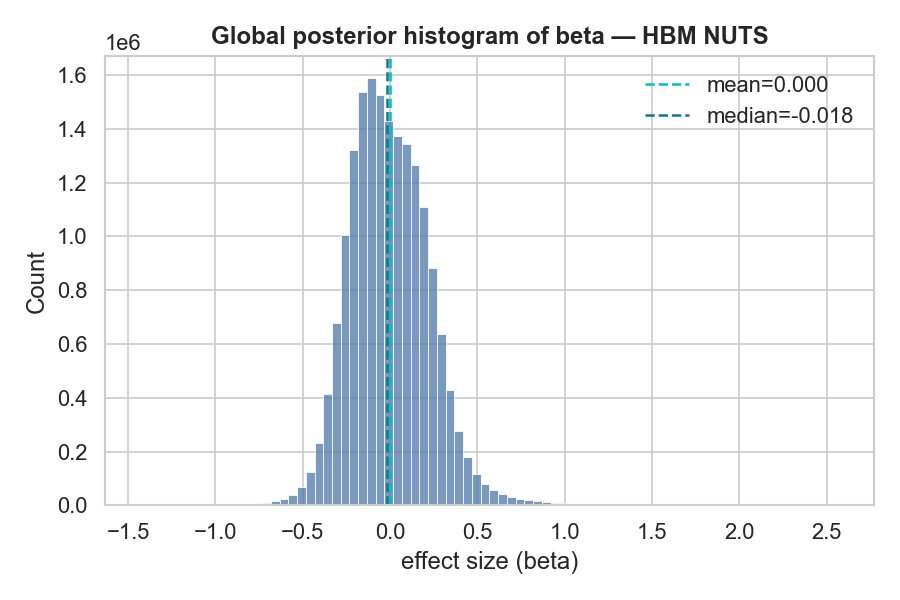 Global posterior histogram of beta — HBM NUTS
1e6
mean=0.000
median=-0.018
1.6
1.4
1.2
1.0
0.8
0.6
0.4
0.2
0.0
Count
−1.5 −1.0 −0.5 0.0 0.5 1.0 1.5 2.0 2.5
effect size (beta)